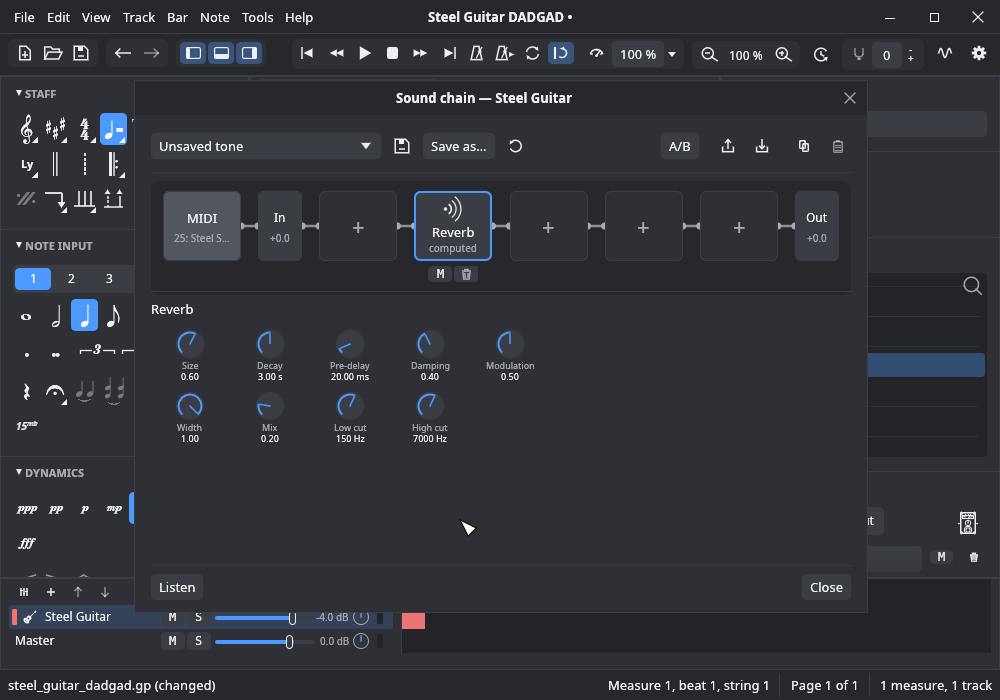 File Edit View Track Bar Note Tools Help
Steel Guitar DADGAD •
100 %
100 %
0
STAFF
Ly
NOTE INPUT
1 2 3
3
15mb
DYNAMICS
ppp pp p mp
fff
Sound chain — Steel Guitar
Unsaved tone
Save as...
A/B
MIDI
25: Steel S...
In
+0.0
+
Reverb
computed
+
+
+
Out
+0.0
M
Reverb
Size
0.60
Decay
3.00 s
Pre-delay
20.00 ms
Damping
0.40
Modulation
0.50
Width
1.00
Mix
0.20
Low cut
150 Hz
High cut
7000 Hz
Listen
Close
M
Steel Guitar M S -4.0 dB
Master M S 0.0 dB
steel_guitar_dadgad.gp (changed)
Measure 1, beat 1, string 1
Page 1 of 1
1 measure, 1 track